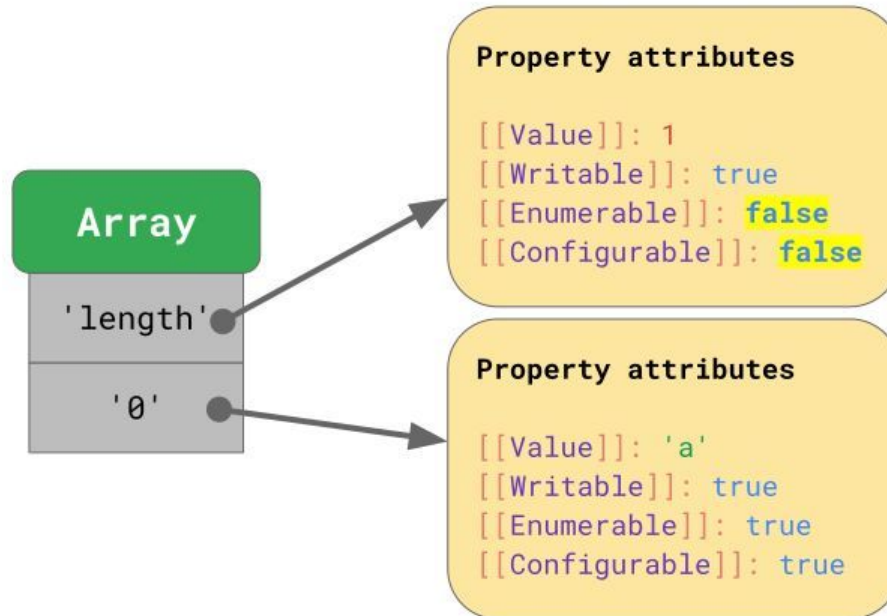 Array
'length'
'0'
Property attributes
[[Value]]: 1
[[Writable]]: true
[[Enumerable]]: false
[[Configurable]]: false
Property attributes
[[Value]]: 'a'
[[Writable]]: true
[[Enumerable]]: true
[[Configurable]]: true